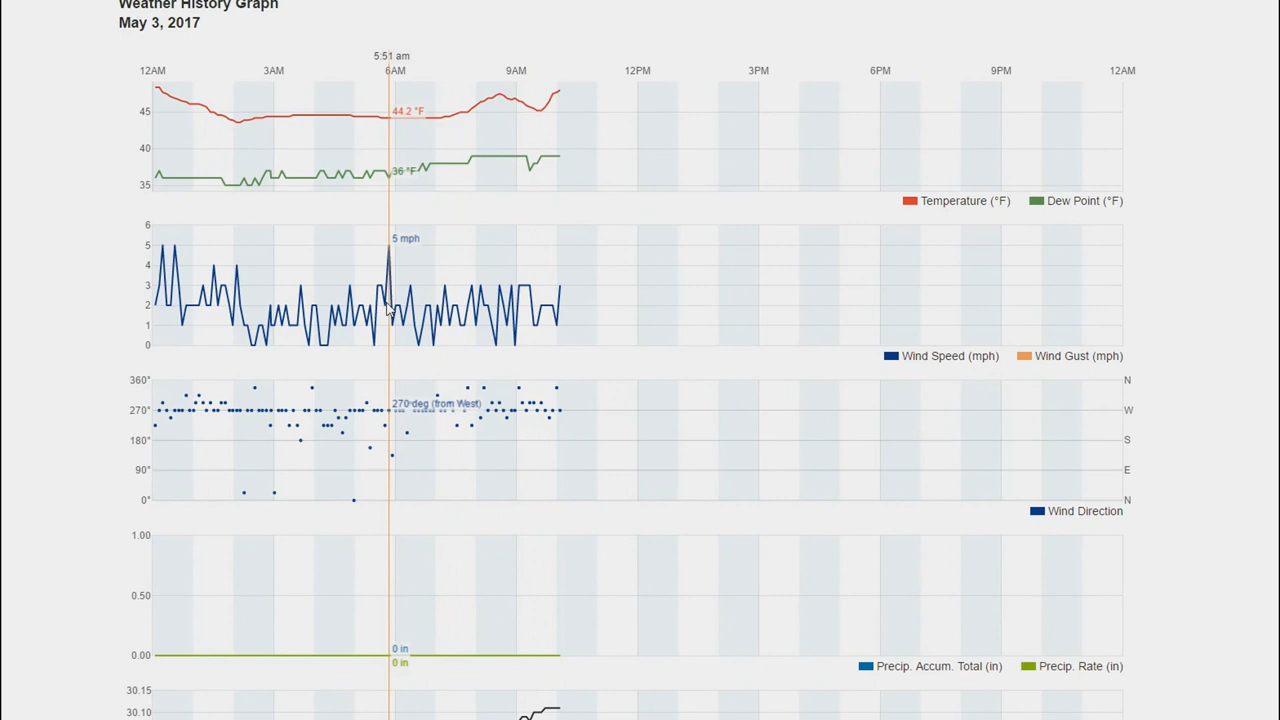 Weather History Graph
May 3, 2017
5:51 am
12AM 3AM 6AM 9AM 12PM 3PM 6PM 9PM 12AM
45
44.2 °F
40
36 °F
35
Temperature (°F) Dew Point (°F)
6
5
5 mph
4
3
2
1
0
Wind Speed (mph) Wind Gust (mph)
360° N
270° 270 deg (from West) W
180° S
90° E
0° N
Wind Direction
1.00
0.50
0.00
0 in
0 in
Precip. Accum. Total (in) Precip. Rate (in)
30.15
30.10